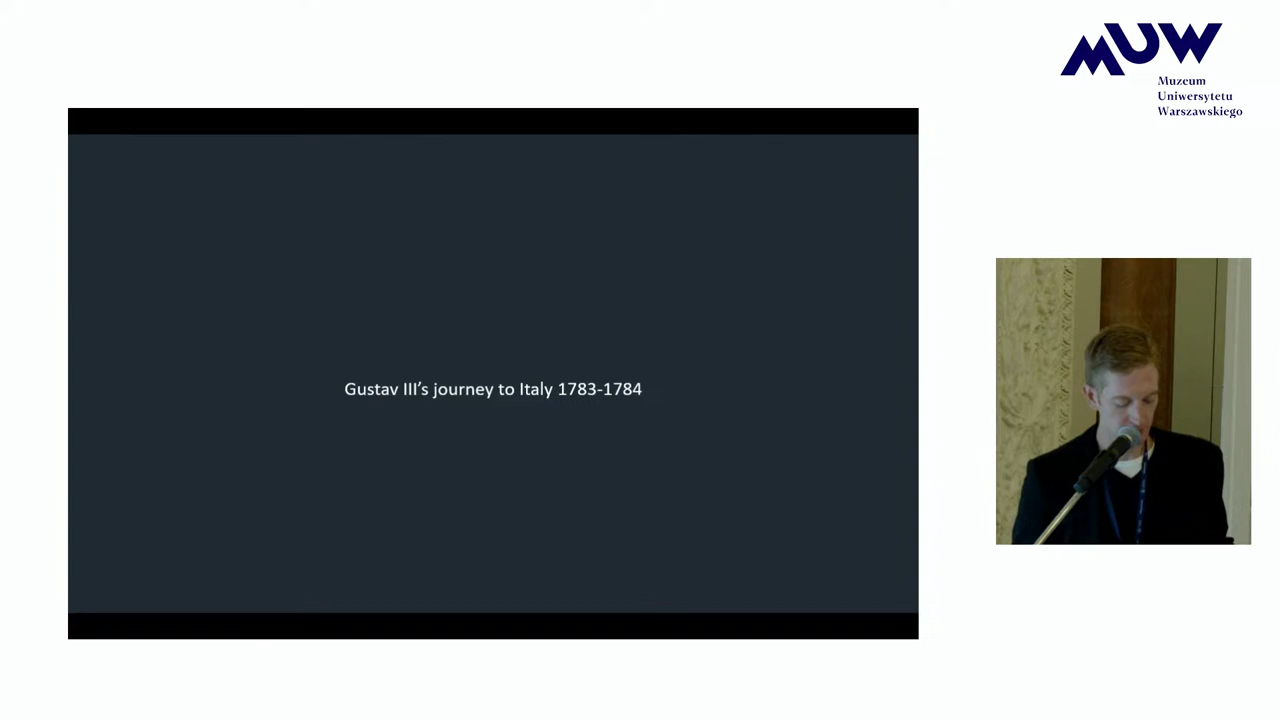 MUW
Muzeum
Uniwersytetu
Warszawskiego
Gustav III's journey to Italy 1783-1784